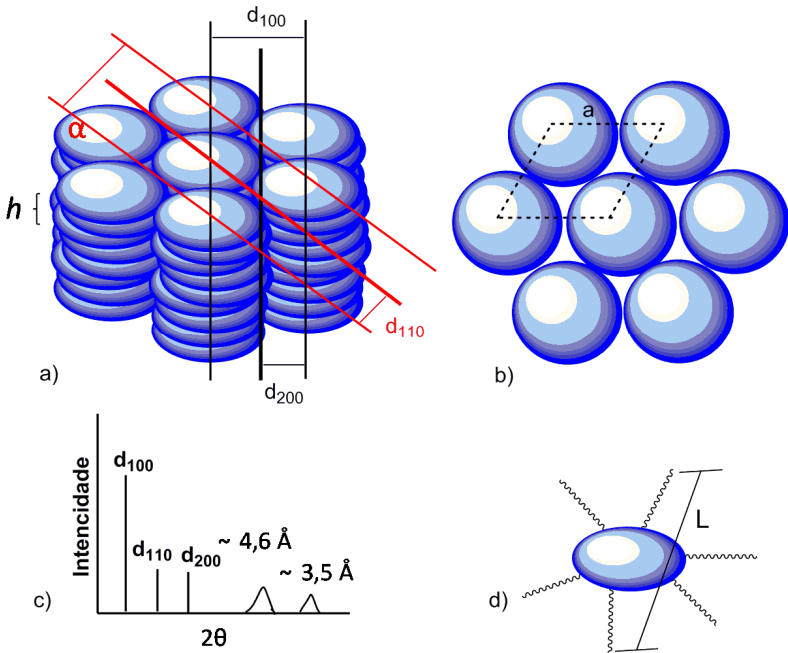 d100
α
h
d110
a)
d200
a
b)
Intencidade
d100
d110
d200
~ 4,6 Å
~ 3,5 Å
c)
2θ
L
d)